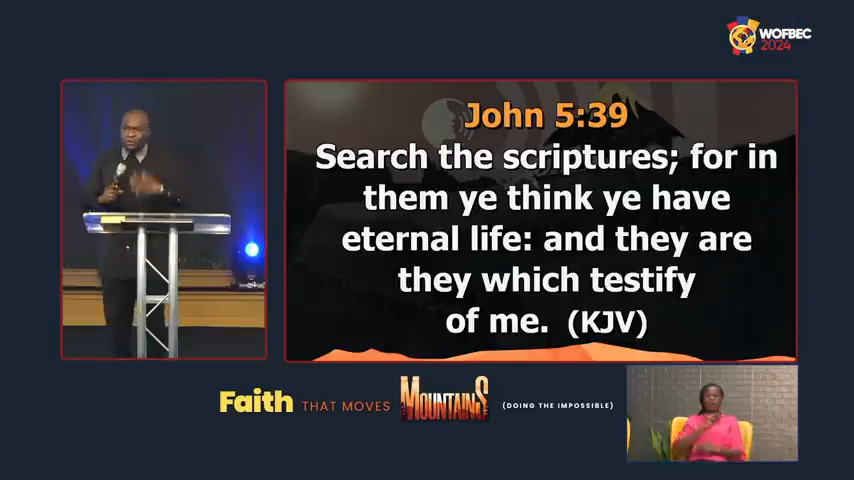 WOFBEC
2024
John 5:39
Search the scriptures; for in
them ye think ye have
eternal life: and they are
they which testify
of me. (KJV)
Faith THAT MOVES MOUNTAINS (DOING THE IMPOSSIBLE)